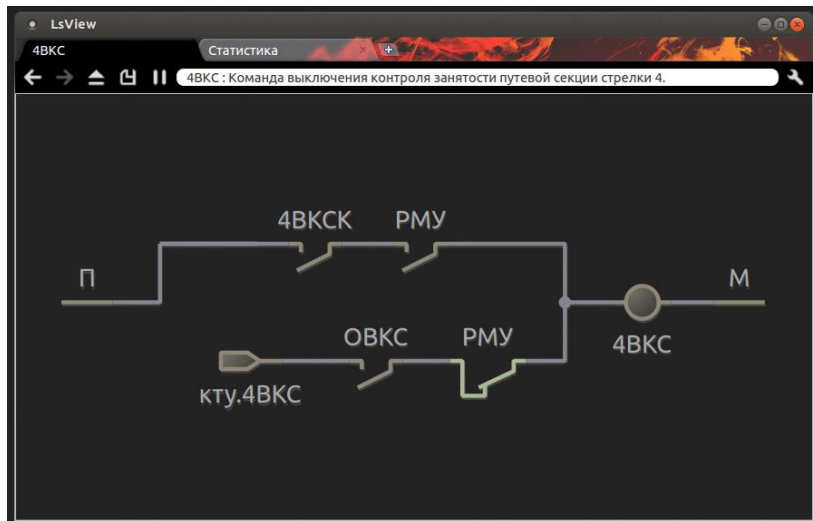 LsView
4ВКС
Статистика
4ВКС : Команда выключения контроля занятости путевой секции стрелки 4.
4ВКСК
РМУ
П
М
ОВКС
РМУ
4ВКС
кту.4ВКС